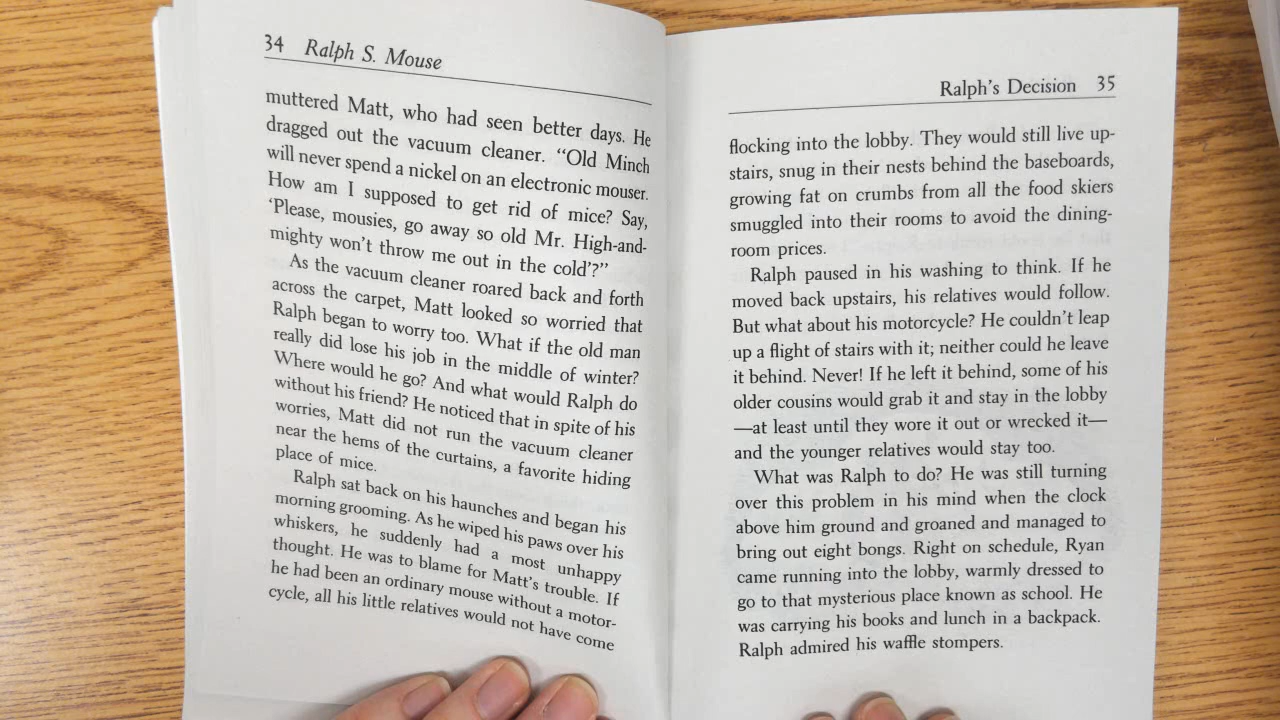 34 Ralph S. Mouse
muttered Matt, who had seen better days. He
dragged out the vacuum cleaner. “Old Minch
will never spend a nickel on an electronic mouser.
How am I supposed to get rid of mice? Say,
‘Please, mousies, go away so old Mr. High-and-
mighty won’t throw me out in the cold’?”
As the vacuum cleaner roared back and forth
across the carpet, Matt looked so worried that
Ralph began to worry too. What if the old man
really did lose his job in the middle of winter?
Where would he go? And what would Ralph do
without his friend? He noticed that in spite of his
worries, Matt did not run the vacuum cleaner
near the hems of the curtains, a favorite hiding
place of mice.
Ralph sat back on his haunches and began his
morning grooming. As he wiped his paws over his
whiskers, he suddenly had a most unhappy
thought. He was to blame for Matt’s trouble. If
he had been an ordinary mouse without a motor-
cycle, all his little relatives would not have come
Ralph’s Decision 35
flocking into the lobby. They would still live up-
stairs, snug in their nests behind the baseboards,
growing fat on crumbs from all the food skiers
smuggled into their rooms to avoid the dining-
room prices.
Ralph paused in his washing to think. If he
moved back upstairs, his relatives would follow.
But what about his motorcycle? He couldn’t leap
up a flight of stairs with it; neither could he leave
it behind. Never! If he left it behind, some of his
older cousins would grab it and stay in the lobby
—at least until they wore it out or wrecked it—
and the younger relatives would stay too.
What was Ralph to do? He was still turning
over this problem in his mind when the clock
above him ground and groaned and managed to
bring out eight bongs. Right on schedule, Ryan
came running into the lobby, warmly dressed to
go to that mysterious place known as school. He
was carrying his books and lunch in a backpack.
Ralph admired his waffle stompers.